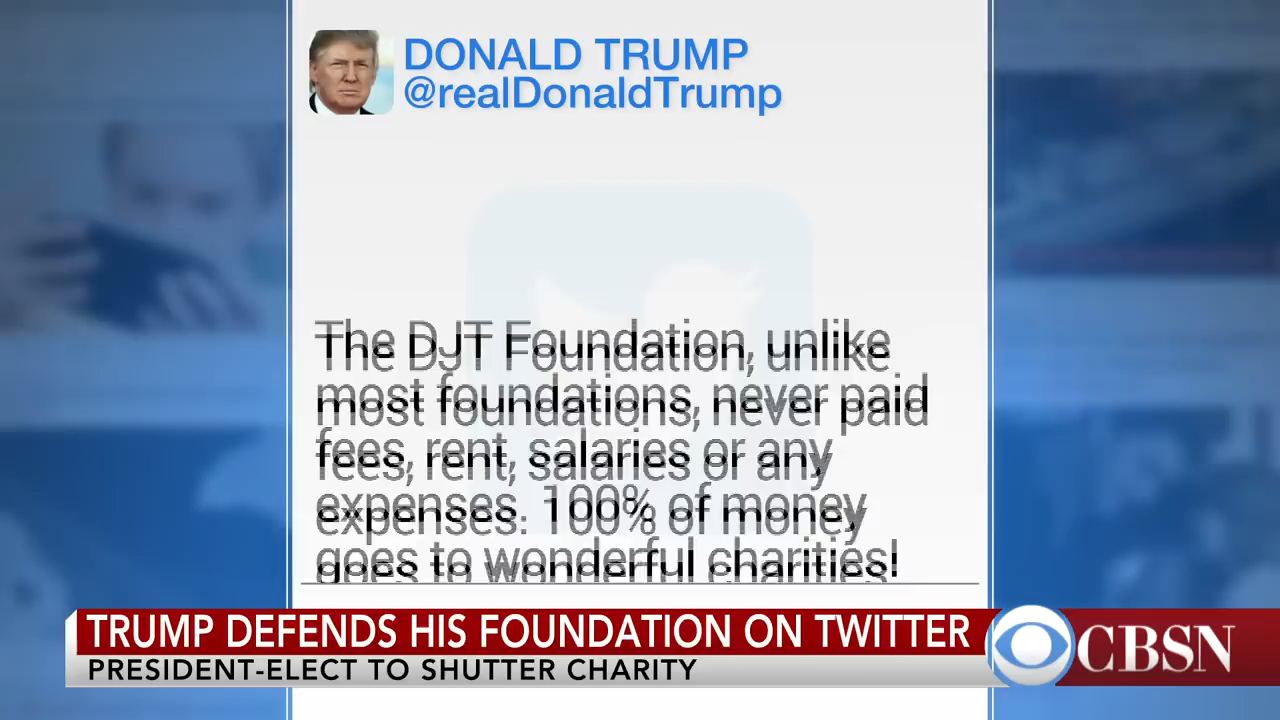 DONALD TRUMP
@realDonaldTrump
The DJT Foundation, unlike
most foundations, never paid
fees, rent, salaries or any
expenses. 100% of money
goes to wonderful charities!
TRUMP DEFENDS HIS FOUNDATION ON TWITTER
PRESIDENT-ELECT TO SHUTTER CHARITY
CBSN